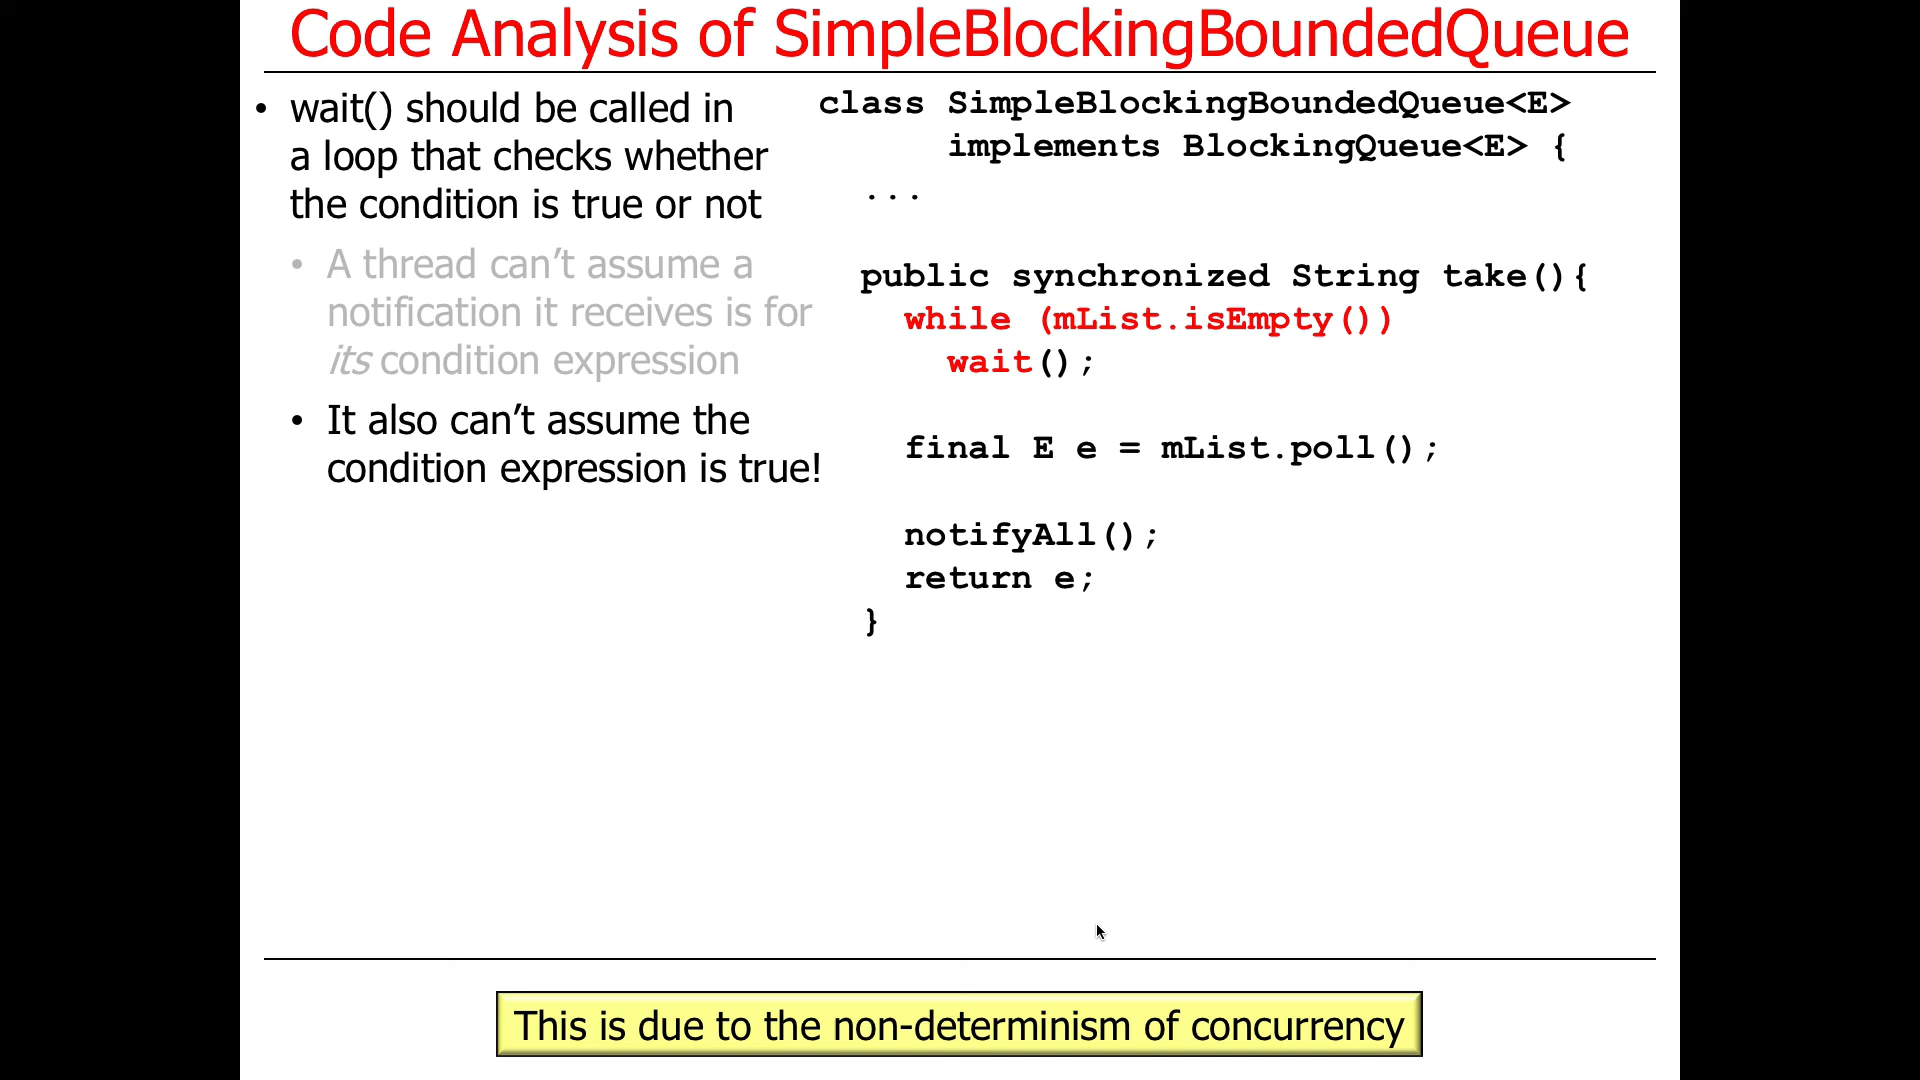 Code Analysis of SimpleBlockingBoundedQueue
• wait() should be called in
a loop that checks whether
the condition is true or not
• A thread can’t assume a
notification it receives is for
its condition expression
• It also can’t assume the
condition expression is true!
class SimpleBlockingBoundedQueue<E>
implements BlockingQueue<E> {
...
public synchronized String take(){
while (mList.isEmpty())
wait();
final E e = mList.poll();
notifyAll();
return e;
}
This is due to the non-determinism of concurrency